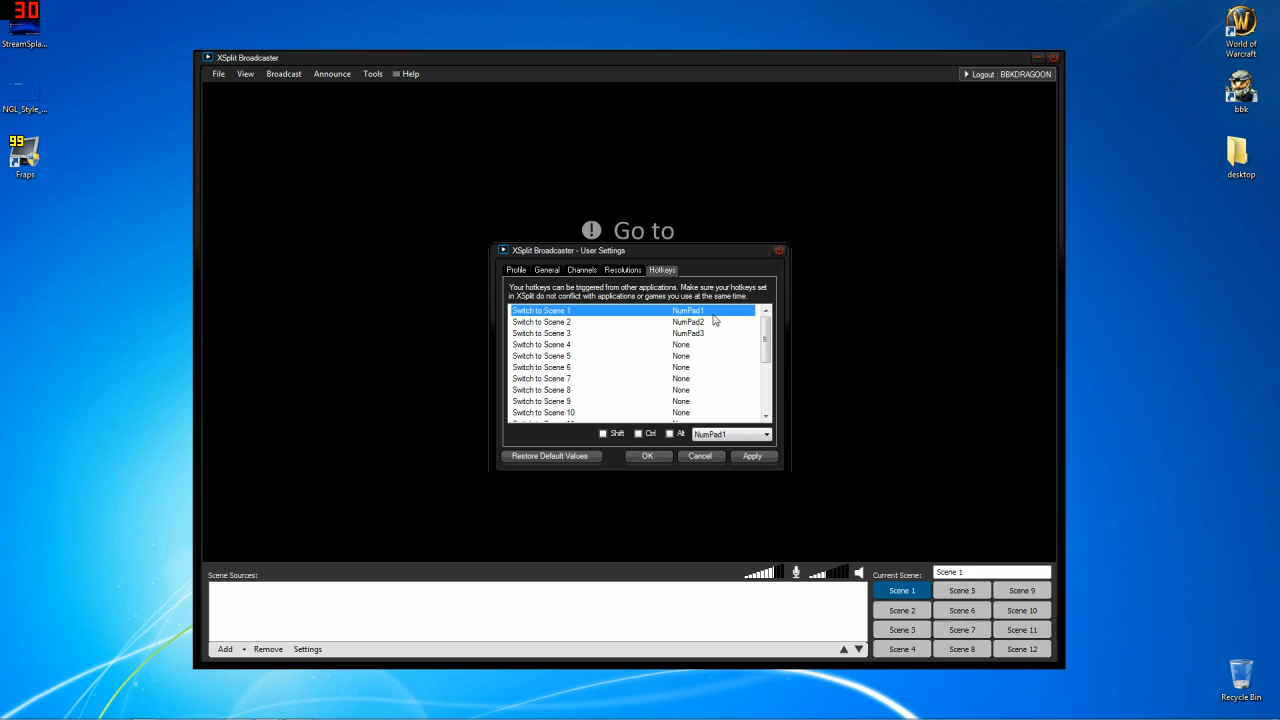 30
StreamSpla...
NGL_Style_...
99
Fraps
World of
Warcraft
bbk
desktop
Recycle Bin
XSplit Broadcaster
File View Broadcast Announce Tools Help
Logout : BBKDRAGOON
! Go to
XSplit Broadcaster - User Settings
Profile General Channels Resolutions Hotkeys
Your hotkeys can be triggered from other applications. Make sure your hotkeys set
in XSplit do not conflict with applications or games you use at the same time.
Switch to Scene 1 NumPad1
Switch to Scene 2 NumPad2
Switch to Scene 3 NumPad3
Switch to Scene 4 None
Switch to Scene 5 None
Switch to Scene 6 None
Switch to Scene 7 None
Switch to Scene 8 None
Switch to Scene 9 None
Switch to Scene 10 None
Shift Ctrl Alt NumPad1
Restore Default Values OK Cancel Apply
Scene Sources:
Add Remove Settings
Current Scene: Scene 1
Scene 1 Scene 5 Scene 9
Scene 2 Scene 6 Scene 10
Scene 3 Scene 7 Scene 11
Scene 4 Scene 8 Scene 12